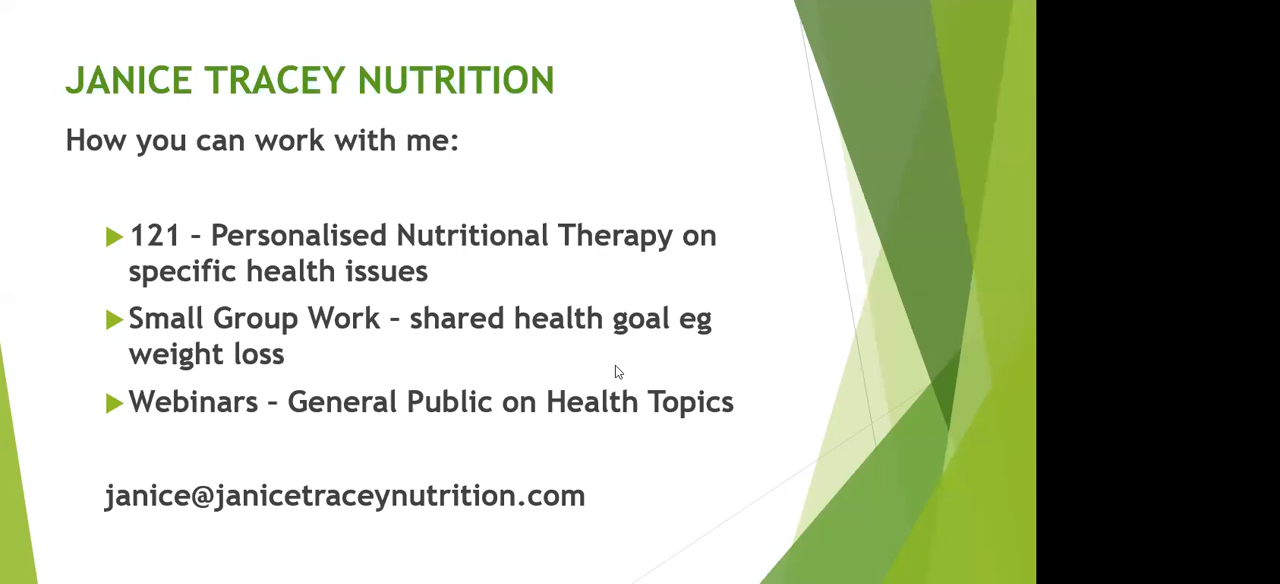 JANICE TRACEY NUTRITION
How you can work with me:
121 – Personalised Nutritional Therapy on
specific health issues
Small Group Work – shared health goal eg
weight loss
Webinars – General Public on Health Topics
janice@janicetraceynutrition.com